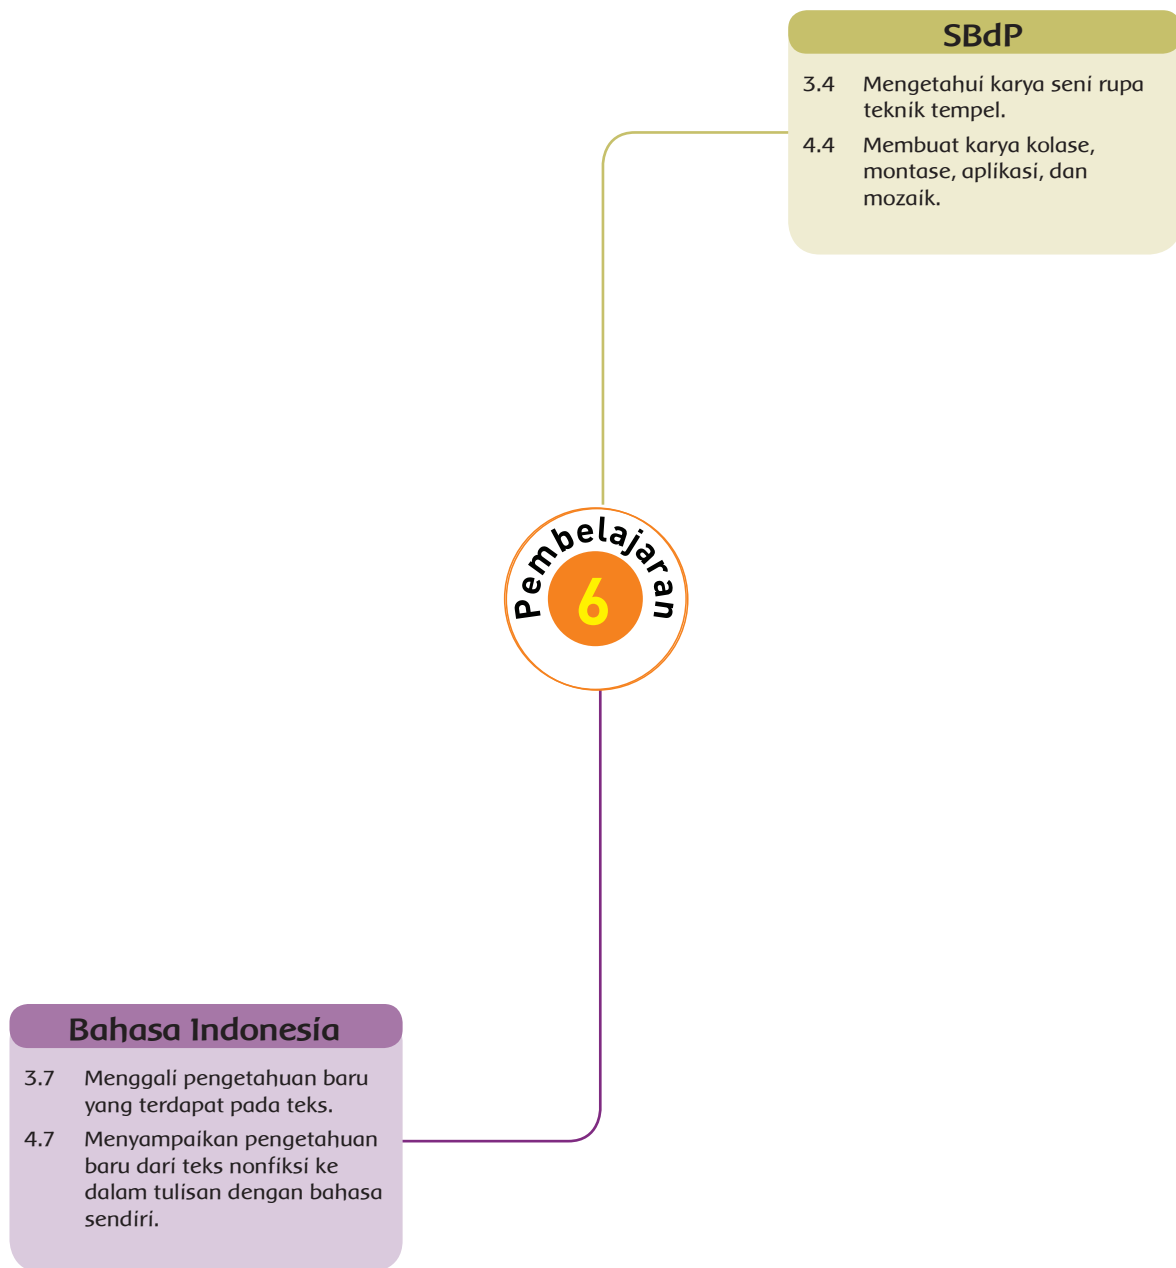 SBdP
3.4 Mengetahui karya seni rupa
teknik tempel.
4.4 Membuat karya kolase,
montase, aplikasi, dan
mozaik.
Pembelajaran
6
Bahasa Indonesia
3.7 Menggali pengetahuan baru
yang terdapat pada teks.
4.7 Menyampaikan pengetahuan
baru dari teks nonfiksi ke
dalam tulisan dengan bahasa
sendiri.